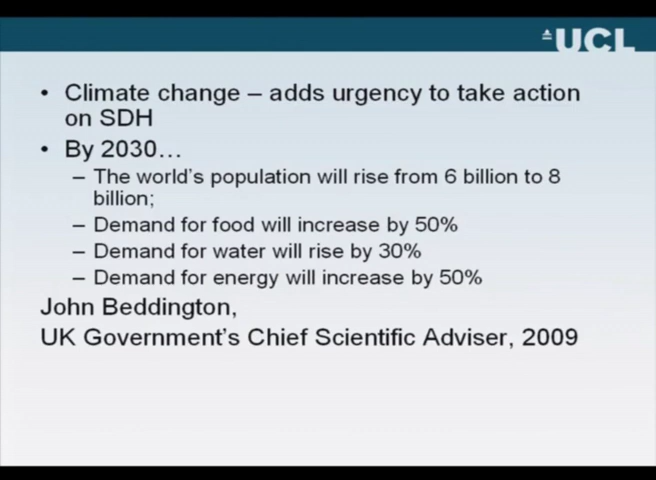 UCL
• Climate change – adds urgency to take action
on SDH
• By 2030…
– The world's population will rise from 6 billion to 8
billion;
– Demand for food will increase by 50%
– Demand for water will rise by 30%
– Demand for energy will increase by 50%
John Beddington,
UK Government's Chief Scientific Adviser, 2009